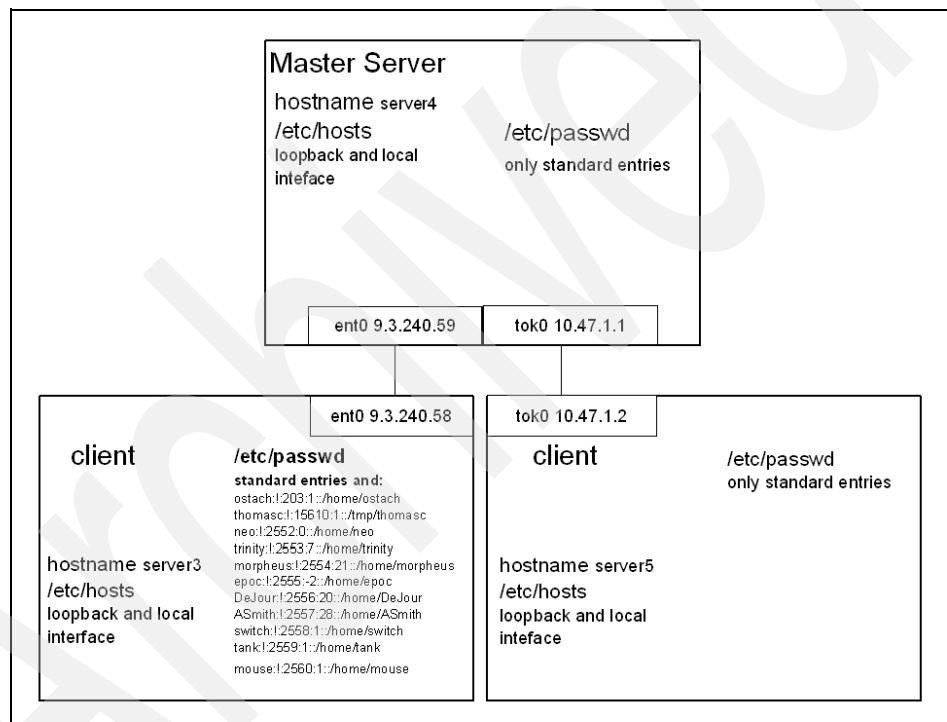 Master Server
hostname server4
/etc/hosts
loopback and local
inteface
/etc/passwd
only standard entries
ent0 9.3.240.59
tok0 10.47.1.1
ent0 9.3.240.58
tok0 10.47.1.2
client
hostname server3
/etc/hosts
loopback and local
interface
/etc/passwd
standard entries and:
ostach:!:203:1::/home/ostach
thomasc:!:15610:1::/tmp/thomasc
neo:!:2552:0::/home/neo
trinity:!:2553:7::/home/trinity
morpheus:!:2554:21::/home/morpheus
epoc:!:2555:-2::/home/epoc
DeJour:!:2556:20::/home/DeJour
ASmith:!:2557:28::/home/ASmith
switch:!:2558:1::/home/switch
tank:!:2559:1::/home/tank
mouse:!:2560:1::/home/mouse
client
hostname server5
/etc/hosts
loopback and local
inteface
/etc/passwd
only standard entries
Archived